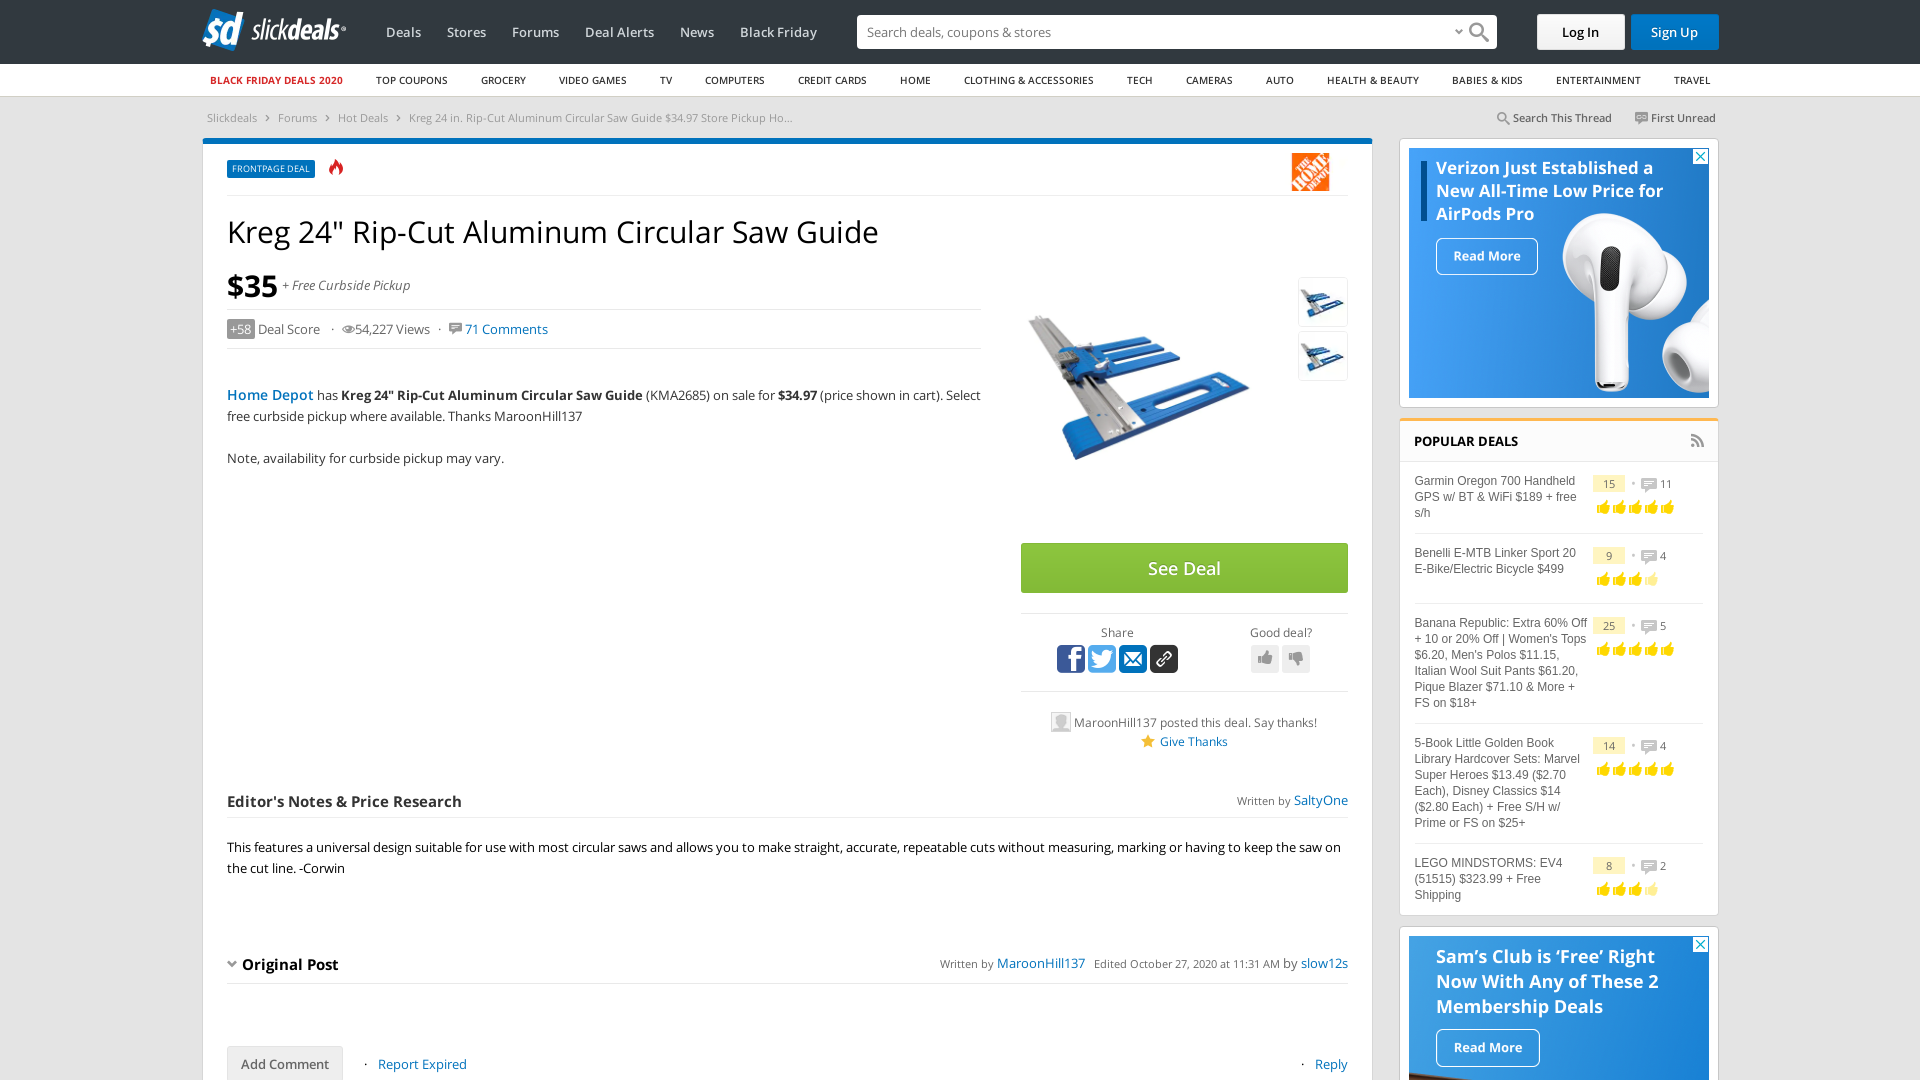 sd slickdeals®
Deals
Stores
Forums
Deal Alerts
News
Black Friday
Search deals, coupons & stores
Log In
Sign Up
BLACK FRIDAY DEALS 2020
TOP COUPONS
GROCERY
VIDEO GAMES
TV
COMPUTERS
CREDIT CARDS
HOME
CLOTHING & ACCESSORIES
TECH
CAMERAS
AUTO
HEALTH & BEAUTY
BABIES & KIDS
ENTERTAINMENT
TRAVEL
Slickdeals › Forums › Hot Deals › Kreg 24 in. Rip-Cut Aluminum Circular Saw Guide $34.97 Store Pickup Ho...
Search This Thread
First Unread
FRONTPAGE DEAL
THE HOME DEPOT
Kreg 24" Rip-Cut Aluminum Circular Saw Guide
$35 + Free Curbside Pickup
+58 Deal Score · 54,227 Views · 71 Comments
Home Depot has Kreg 24" Rip-Cut Aluminum Circular Saw Guide (KMA2685) on sale for $34.97 (price shown in cart). Select
free curbside pickup where available. Thanks MaroonHill137
Note, availability for curbside pickup may vary.
See Deal
Share
Good deal?
MaroonHill137 posted this deal. Say thanks!
Give Thanks
Editor's Notes & Price Research
Written by SaltyOne
This features a universal design suitable for use with most circular saws and allows you to make straight, accurate, repeatable cuts without measuring, marking or having to keep the saw on
the cut line. -Corwin
Original Post
Written by MaroonHill137 Edited October 27, 2020 at 11:31 AM by slow12s
Add Comment
· Report Expired
· Reply
Verizon Just Established a
New All-Time Low Price for
AirPods Pro
Read More
POPULAR DEALS
Garmin Oregon 700 Handheld
GPS w/ BT & WiFi $189 + free
s/h
15 • 11
Benelli E-MTB Linker Sport 20
E-Bike/Electric Bicycle $499
9 • 4
Banana Republic: Extra 60% Off
+ 10 or 20% Off | Women's Tops
$6.20, Men's Polos $11.15,
Italian Wool Suit Pants $61.20,
Pique Blazer $71.10 & More +
FS on $18+
25 • 5
5-Book Little Golden Book
Library Hardcover Sets: Marvel
Super Heroes $13.49 ($2.70
Each), Disney Classics $14
($2.80 Each) + Free S/H w/
Prime or FS on $25+
14 • 4
LEGO MINDSTORMS: EV4
(51515) $323.99 + Free
Shipping
8 • 2
Sam's Club is ‘Free’ Right
Now With Any of These 2
Membership Deals
Read More